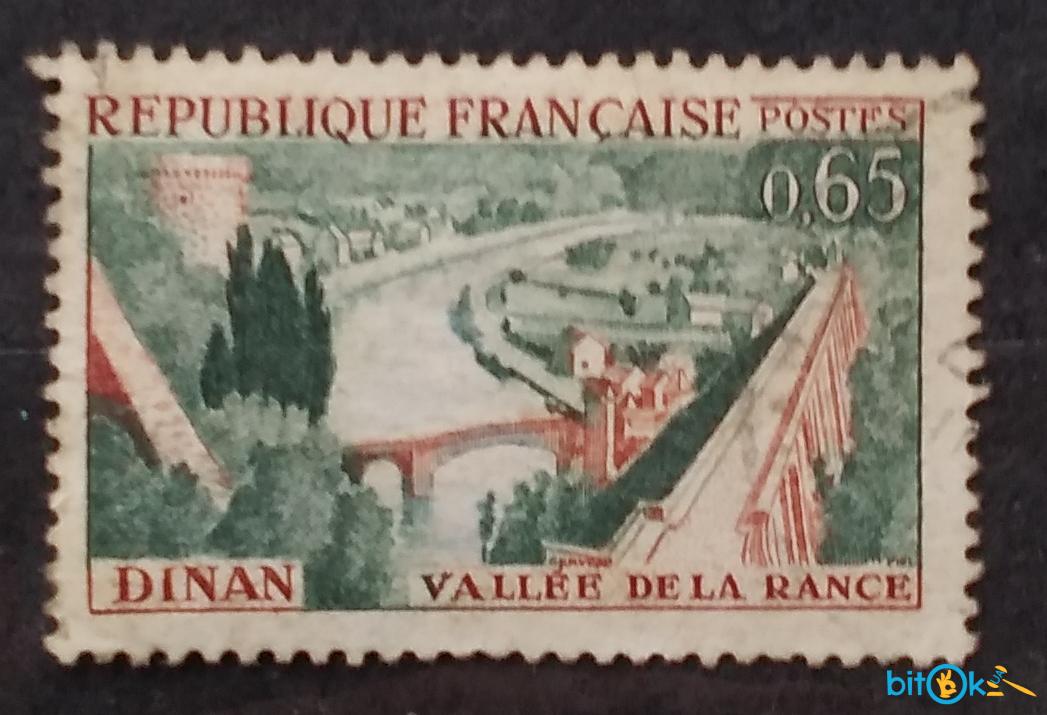 REPUBLIQUE FRANÇAISE POSTES
0,65
DINAN VALLÉE DE LA RANCE
bitOk